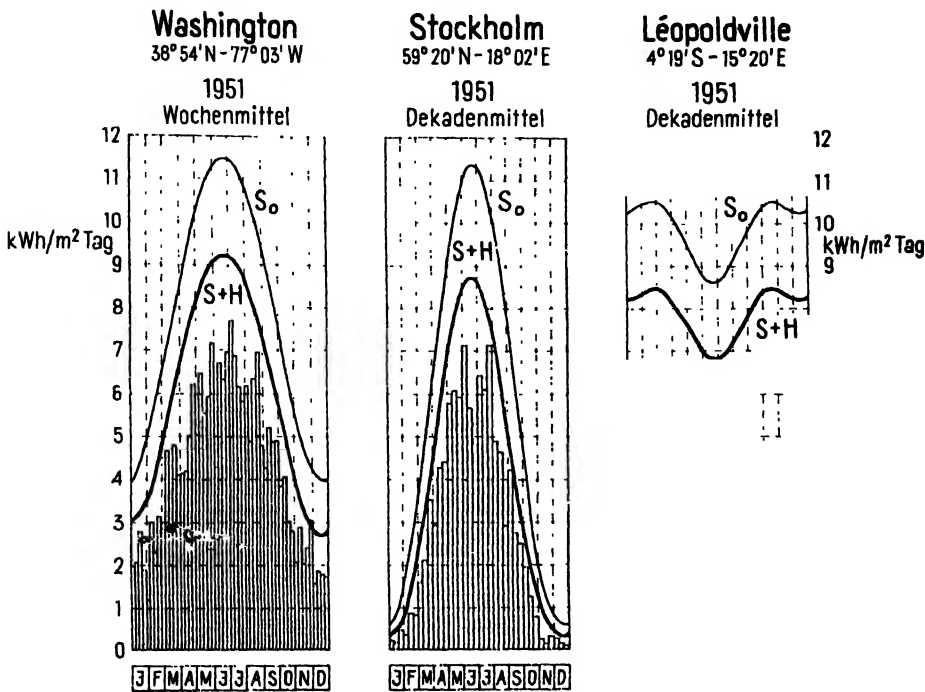 Washington
38° 54' N - 77° 03' W
1951
Wochenmittel
12
11
10
kWh/m² Tag
9
8
7
6
5
4
3
2
1
0
S₀
S+H
J F M A M J J A S O N D
Stockholm
59° 20' N - 18° 02' E
1951
Dekadenmittel
S₀
S+H
J F M A M J J A S O N D
Léopoldville
4° 19' S - 15° 20' E
1951
Dekadenmittel
12
11
10
kWh/m² Tag
9
S₀
S+H